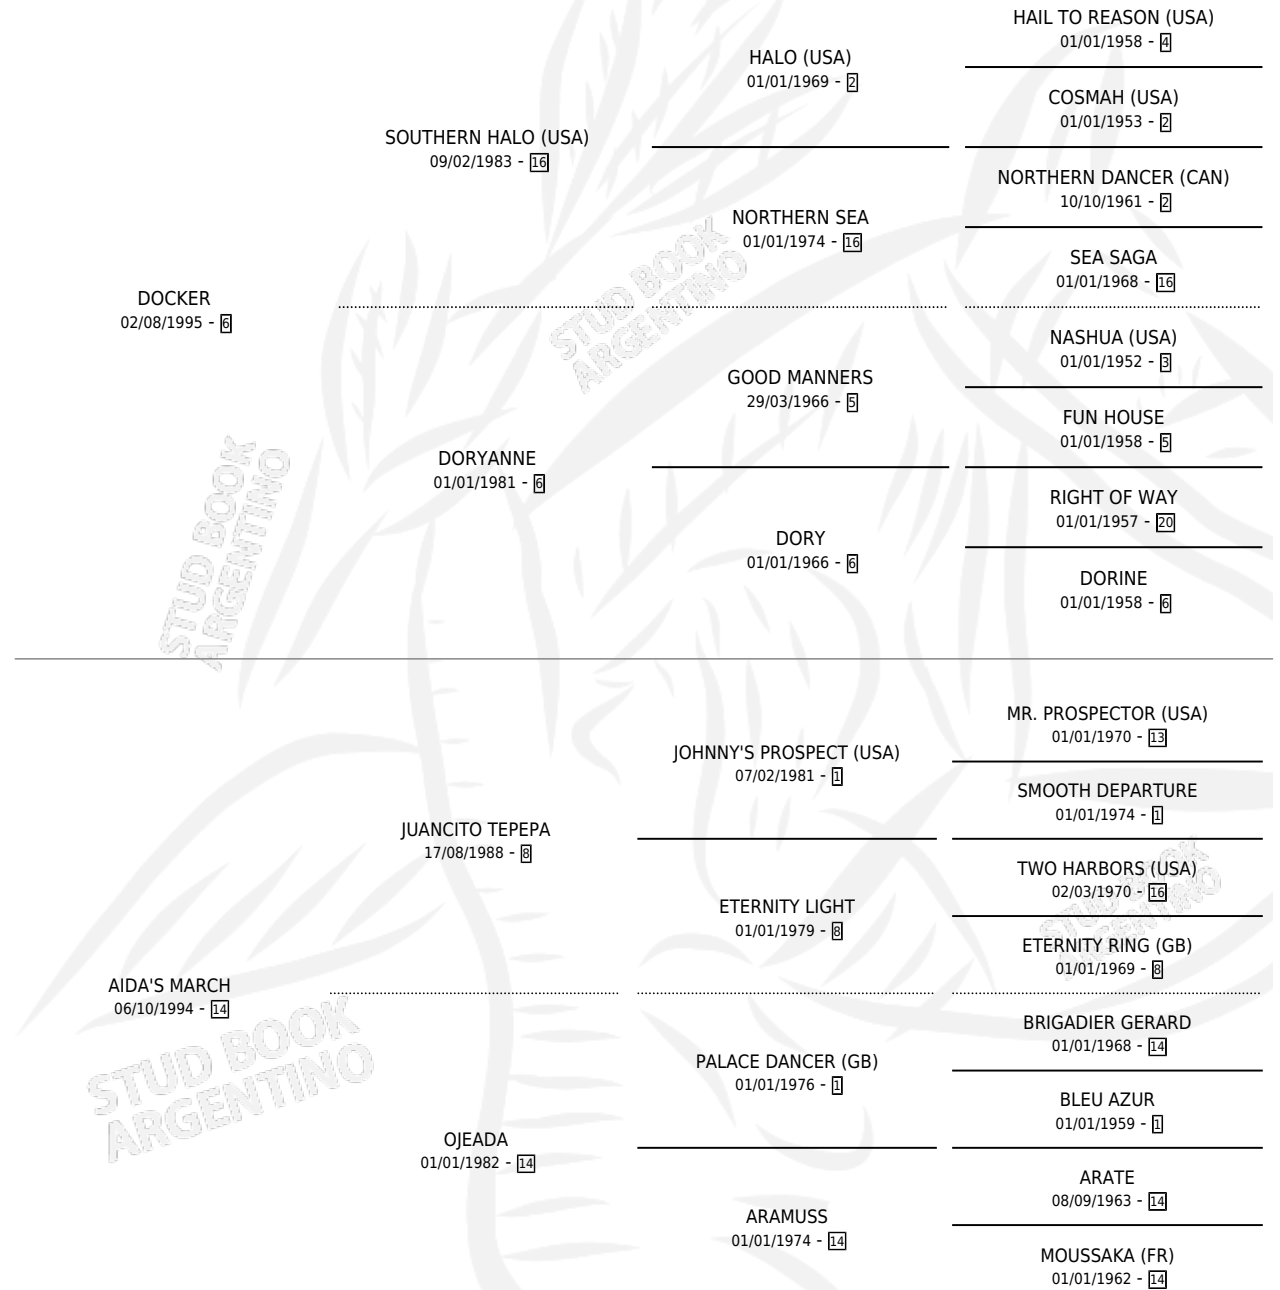 HAIL TO REASON (USA)
01/01/1958 - 4
HALO (USA)
01/01/1969 - 2
COSMAH (USA)
01/01/1953 - 2
SOUTHERN HALO (USA)
09/02/1983 - 16
NORTHERN DANCER (CAN)
10/10/1961 - 2
NORTHERN SEA
01/01/1974 - 16
SEA SAGA
01/01/1968 - 16
DOCKER
02/08/1995 - 6
NASHUA (USA)
01/01/1952 - 3
GOOD MANNERS
29/03/1966 - 5
FUN HOUSE
01/01/1958 - 5
DORYANNE
01/01/1981 - 6
RIGHT OF WAY
01/01/1957 - 20
DORY
01/01/1966 - 6
DORINE
01/01/1958 - 6
STUD BOOK
ARGENTINO
STUD BOOK
ARGENTINO
MR. PROSPECTOR (USA)
01/01/1970 - 13
JOHNNY'S PROSPECT (USA)
07/02/1981 - 1
SMOOTH DEPARTURE
01/01/1974 - 1
JUANCITO TEPEPA
17/08/1988 - 8
TWO HARBORS (USA)
02/03/1970 - 16
ETERNITY LIGHT
01/01/1979 - 8
ETERNITY RING (GB)
01/01/1969 - 8
STUD BOOK
ARGENTINO
AIDA'S MARCH
06/10/1994 - 14
BRIGADIER GERARD
01/01/1968 - 14
PALACE DANCER (GB)
01/01/1976 - 1
BLEU AZUR
01/01/1959 - 1
STUD BOOK
ARGENTINO
OJEADA
01/01/1982 - 14
ARATE
08/09/1963 - 14
ARAMUSS
01/01/1974 - 14
MOUSSAKA (FR)
01/01/1962 - 14